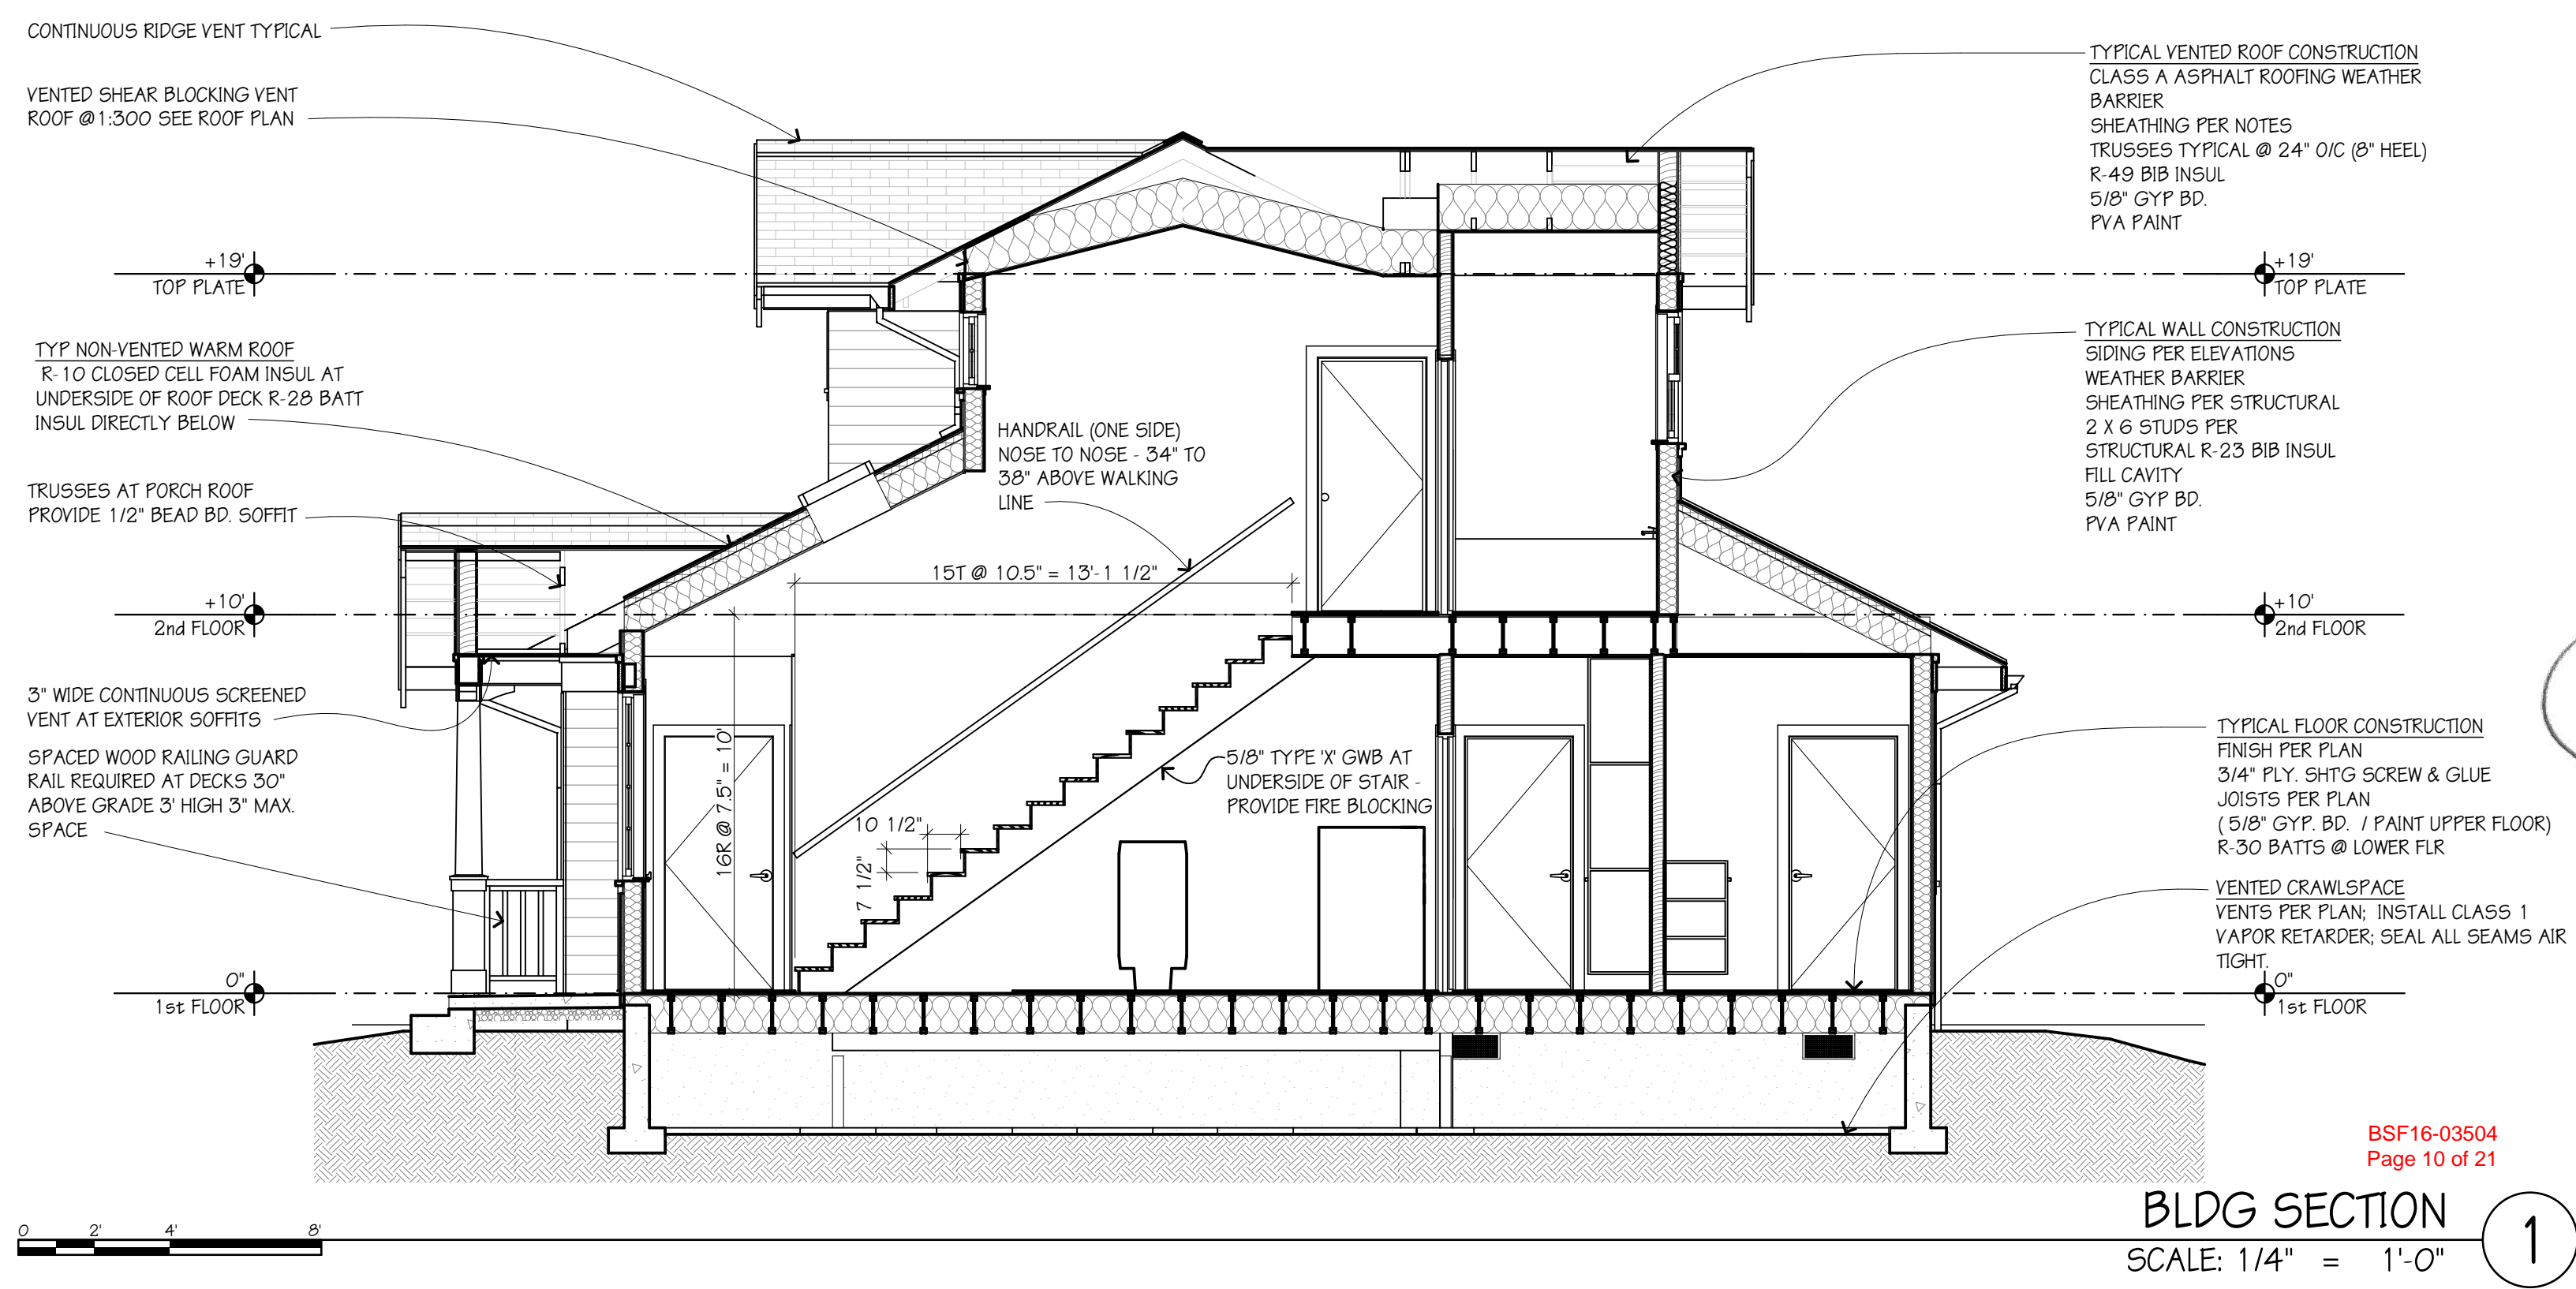 CONTINUOUS RIDGE VENT TYPICAL
VENTED SHEAR BLOCKING VENT
ROOF @1:300 SEE ROOF PLAN
+19'
TOP PLATE
TYP NON-VENTED WARM ROOF
R-10 CLOSED CELL FOAM INSUL AT
UNDERSIDE OF ROOF DECK R-28 BATT
INSUL DIRECTLY BELOW
TRUSSES AT PORCH ROOF
PROVIDE 1/2" BEAD BD. SOFFIT
+10'
2nd FLOOR
3" WIDE CONTINUOUS SCREENED
VENT AT EXTERIOR SOFFITS
SPACED WOOD RAILING GUARD
RAIL REQUIRED AT DECKS 30"
ABOVE GRADE 3' HIGH 3" MAX.
SPACE
0"
1st FLOOR
HANDRAIL (ONE SIDE)
NOSE TO NOSE - 34" TO
38" ABOVE WALKING
LINE
15T @ 10.5" = 13'-1 1/2"
16R @ 7.5" = 10'
10 1/2"
7 1/2"
5/8" TYPE 'X' GWB AT
UNDERSIDE OF STAIR -
PROVIDE FIRE BLOCKING
TYPICAL VENTED ROOF CONSTRUCTION
CLASS A ASPHALT ROOFING WEATHER
BARRIER
SHEATHING PER NOTES
TRUSSES TYPICAL @ 24" O/C (8" HEEL)
R-49 BIB INSUL
5/8" GYP BD.
PVA PAINT
+19'
TOP PLATE
TYPICAL WALL CONSTRUCTION
SIDING PER ELEVATIONS
WEATHER BARRIER
SHEATHING PER STRUCTURAL
2 X 6 STUDS PER
STRUCTURAL R-23 BIB INSUL
FILL CAVITY
5/8" GYP BD.
PVA PAINT
+10'
2nd FLOOR
TYPICAL FLOOR CONSTRUCTION
FINISH PER PLAN
3/4" PLY. SHT'G SCREW & GLUE
JOISTS PER PLAN
( 5/8" GYP. BD. / PAINT UPPER FLOOR)
R-30 BATTS @ LOWER FLR
VENTED CRAWLSPACE
VENTS PER PLAN; INSTALL CLASS 1
VAPOR RETARDER; SEAL ALL SEAMS AIR
TIGHT.
0"
1st FLOOR
BSF16-03504
Page 10 of 21
BLDG SECTION
1
SCALE: 1/4" = 1'-0"
0 2' 4' 8'